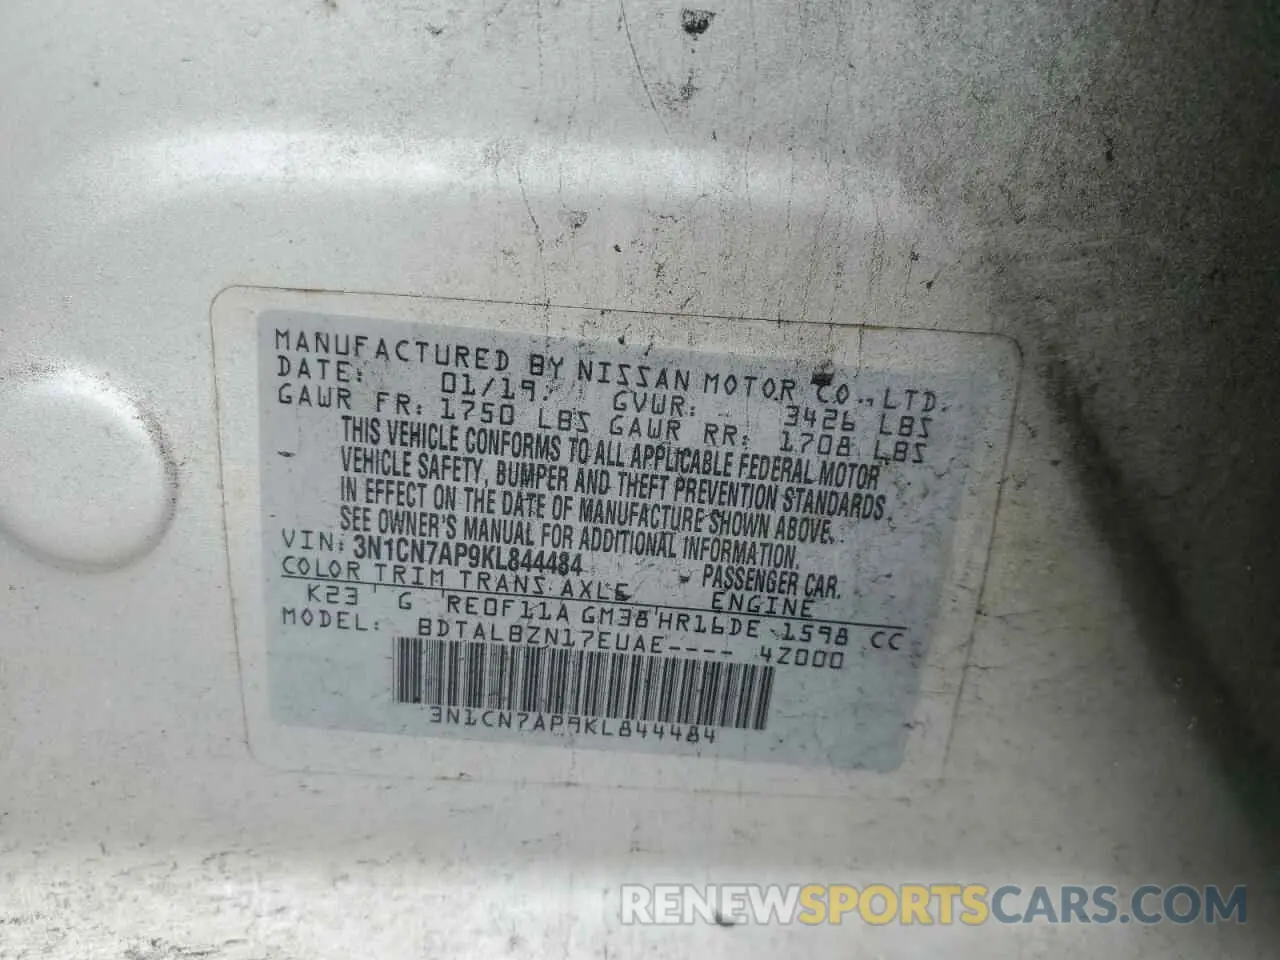 MANUFACTURED BY NISSAN MOTOR CO., LTD.
DATE: 01/19 GVWR: 3426 LBS
GAWR FR: 1750 LBS GAWR RR: 1708 LBS
THIS VEHICLE CONFORMS TO ALL APPLICABLE FEDERAL MOTOR
VEHICLE SAFETY, BUMPER AND THEFT PREVENTION STANDARDS
IN EFFECT ON THE DATE OF MANUFACTURE SHOWN ABOVE.
SEE OWNER'S MANUAL FOR ADDITIONAL INFORMATION.
VIN: 3N1CN7AP9KL844484 PASSENGER CAR.
COLOR TRIM TRANS. AXLE ENGINE
K23 G RE0F11A GM38 HR16DE 1598 CC
MODEL: BDTALBZN17EUAE---- 4Z000
3N1CN7AP9KL844484
RENEWSPORTSCARS.COM